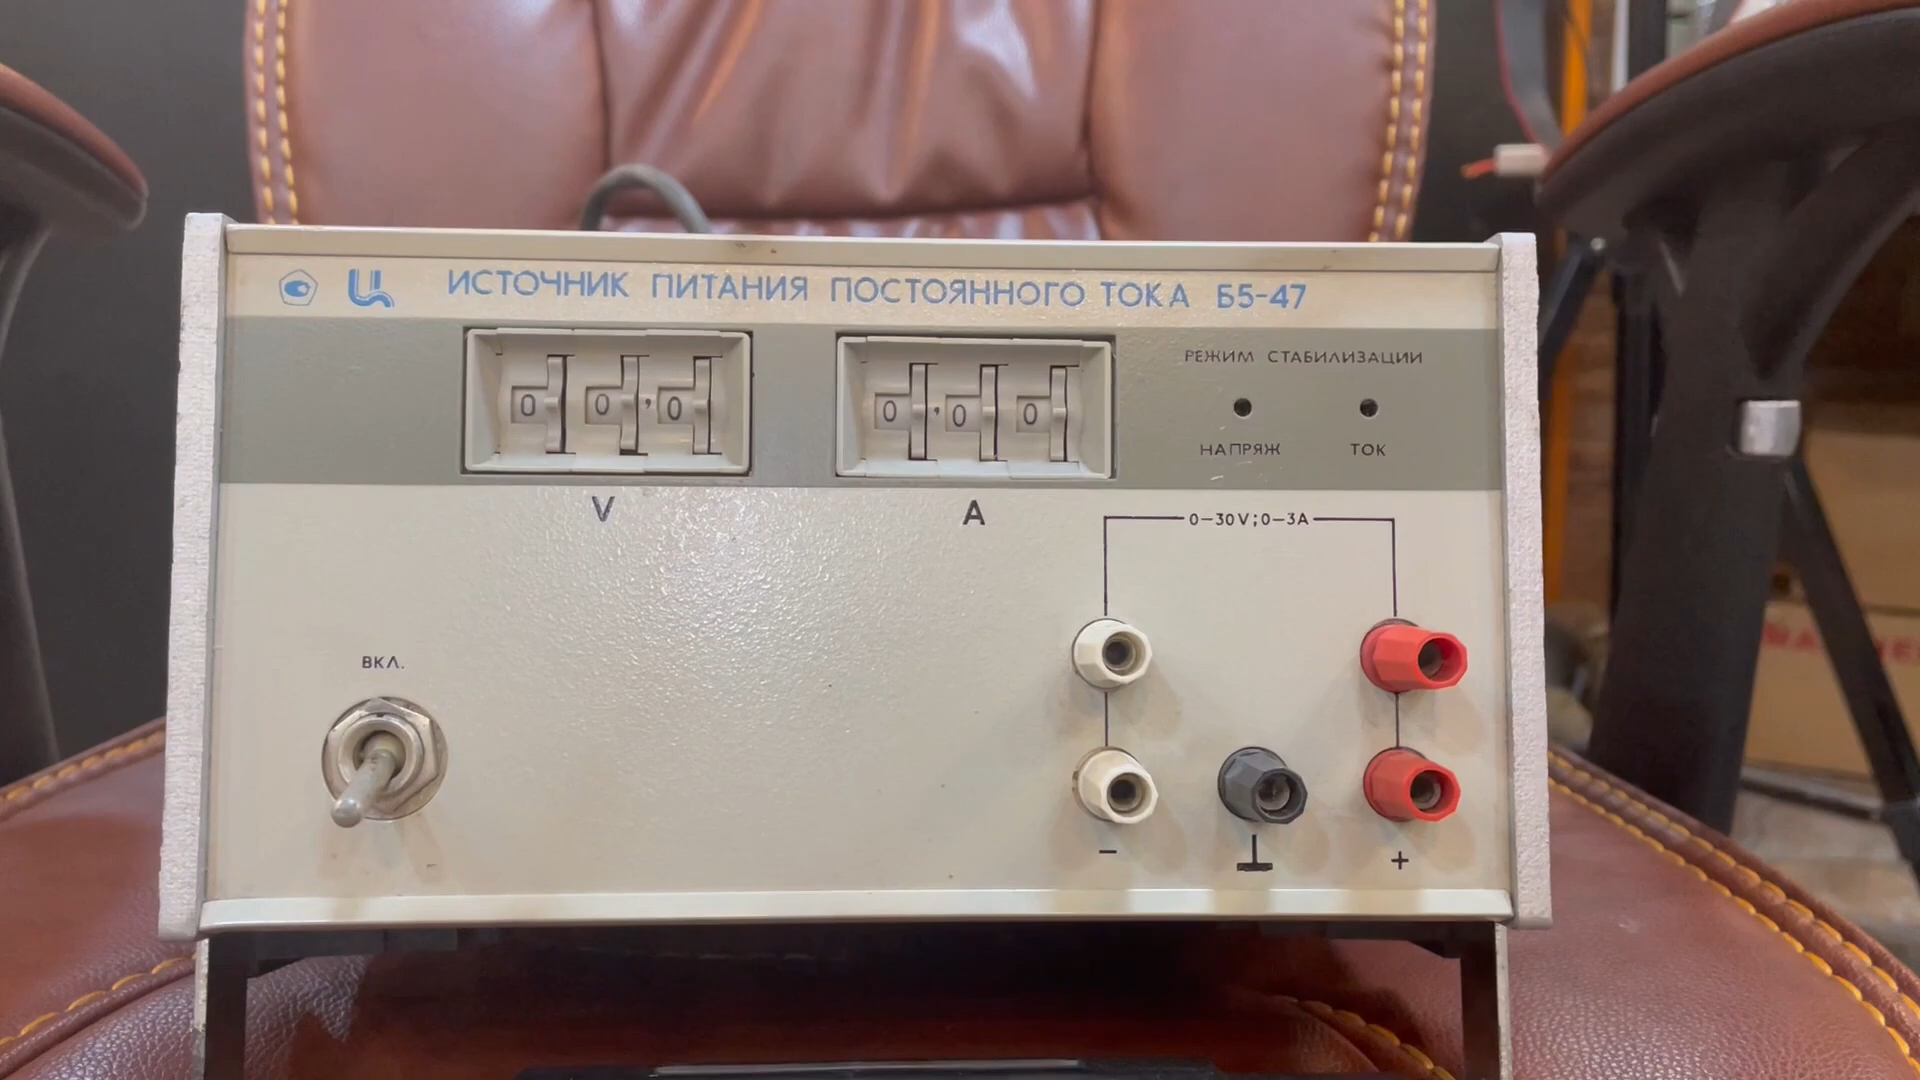 ИСТОЧНИК ПИТАНИЯ ПОСТОЯННОГО ТОКА Б5-47
0 0,0
0,0 0
РЕЖИМ СТАБИЛИЗАЦИИ
НАПРЯЖ ТОК
V
A
0-30V;0-3A
ВКЛ.
- +